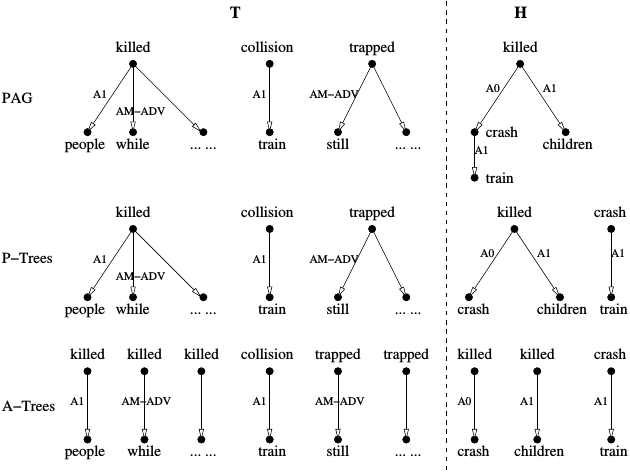 T H
killed collision trapped killed
PAG A1 AM-ADV A1 AM-ADV A0 A1
people while ... ... train still ... ... crash children
A1
train
killed collision trapped killed crash
P-Trees A1 AM-ADV A1 AM-ADV A0 A1 A1
people while ... ... train still ... ... crash children train
killed killed killed collision trapped trapped killed killed crash
A-Trees A1 AM-ADV A1 AM-ADV A0 A1 A1
people while ... ... train still ... ... crash children train